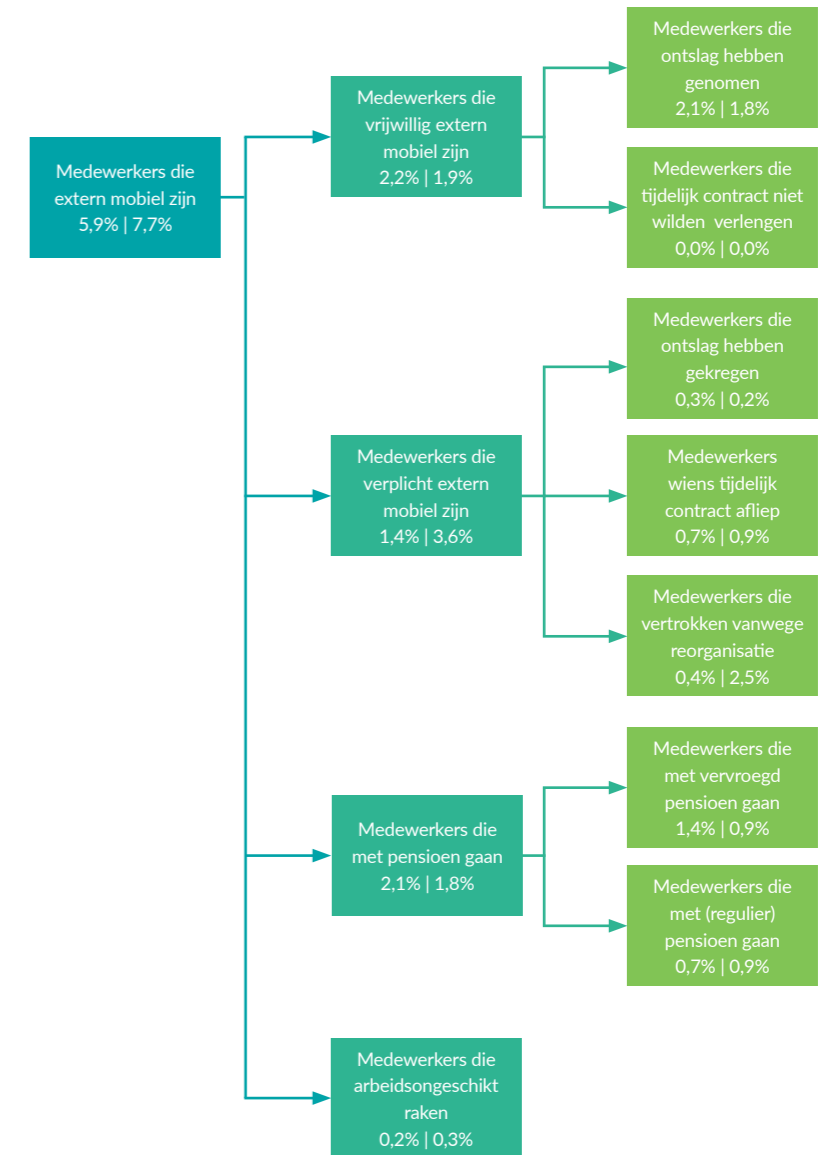 Medewerkers die
extern mobiel zijn
5,9% | 7,7%
Medewerkers die
vrijwillig extern
mobiel zijn
2,2% | 1,9%
Medewerkers die
ontslag hebben
genomen
2,1% | 1,8%
Medewerkers die
tijdelijk contract niet
wilden verlengen
0,0% | 0,0%
Medewerkers die
verplicht extern
mobiel zijn
1,4% | 3,6%
Medewerkers die
ontslag hebben
gekregen
0,3% | 0,2%
Medewerkers
wiens tijdelijk
contract afliep
0,7% | 0,9%
Medewerkers die
vertrokken vanwege
reorganisatie
0,4% | 2,5%
Medewerkers die
met pensioen gaan
2,1% | 1,8%
Medewerkers die
met vervroegd
pensioen gaan
1,4% | 0,9%
Medewerkers die
met (regulier)
pensioen gaan
0,7% | 0,9%
Medewerkers die
arbeidsongeschikt
raken
0,2% | 0,3%